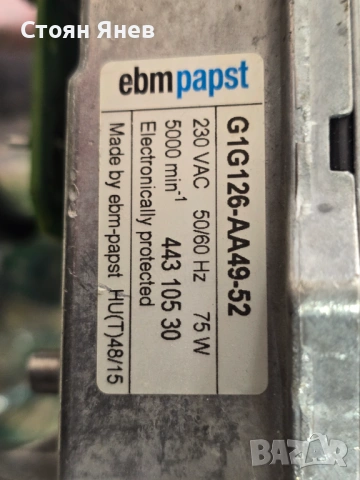 Стоян Янев
ebmpapst
G1G126-AA49-52
230 VAC 50/60 Hz 75 W
5000 min-1 443 105 30
Electronically protected
Made by ebm-papst HU(T)48/15
BAZAR